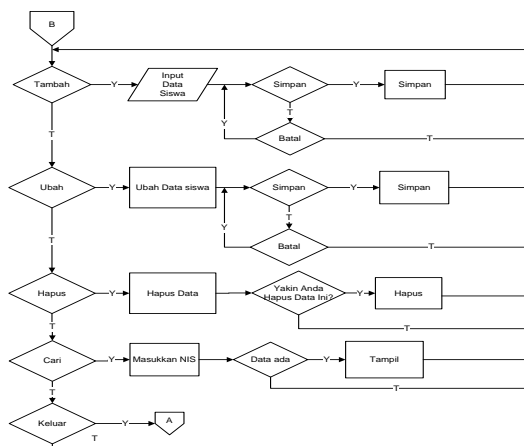 B
Tambah
Y
Input
Data
Siswa
Simpan
Y
Simpan
T
Y
Batal
T
T
Ubah
Y
Ubah Data siswa
Simpan
Y
Simpan
T
Y
Batal
T
T
Hapus
Y
Hapus Data
Yakin Anda
Hapus Data Ini?
Y
Hapus
T
T
Cari
Y
Masukkan NIS
Data ada
Y
Tampil
T
T
Keluar
Y
A
T